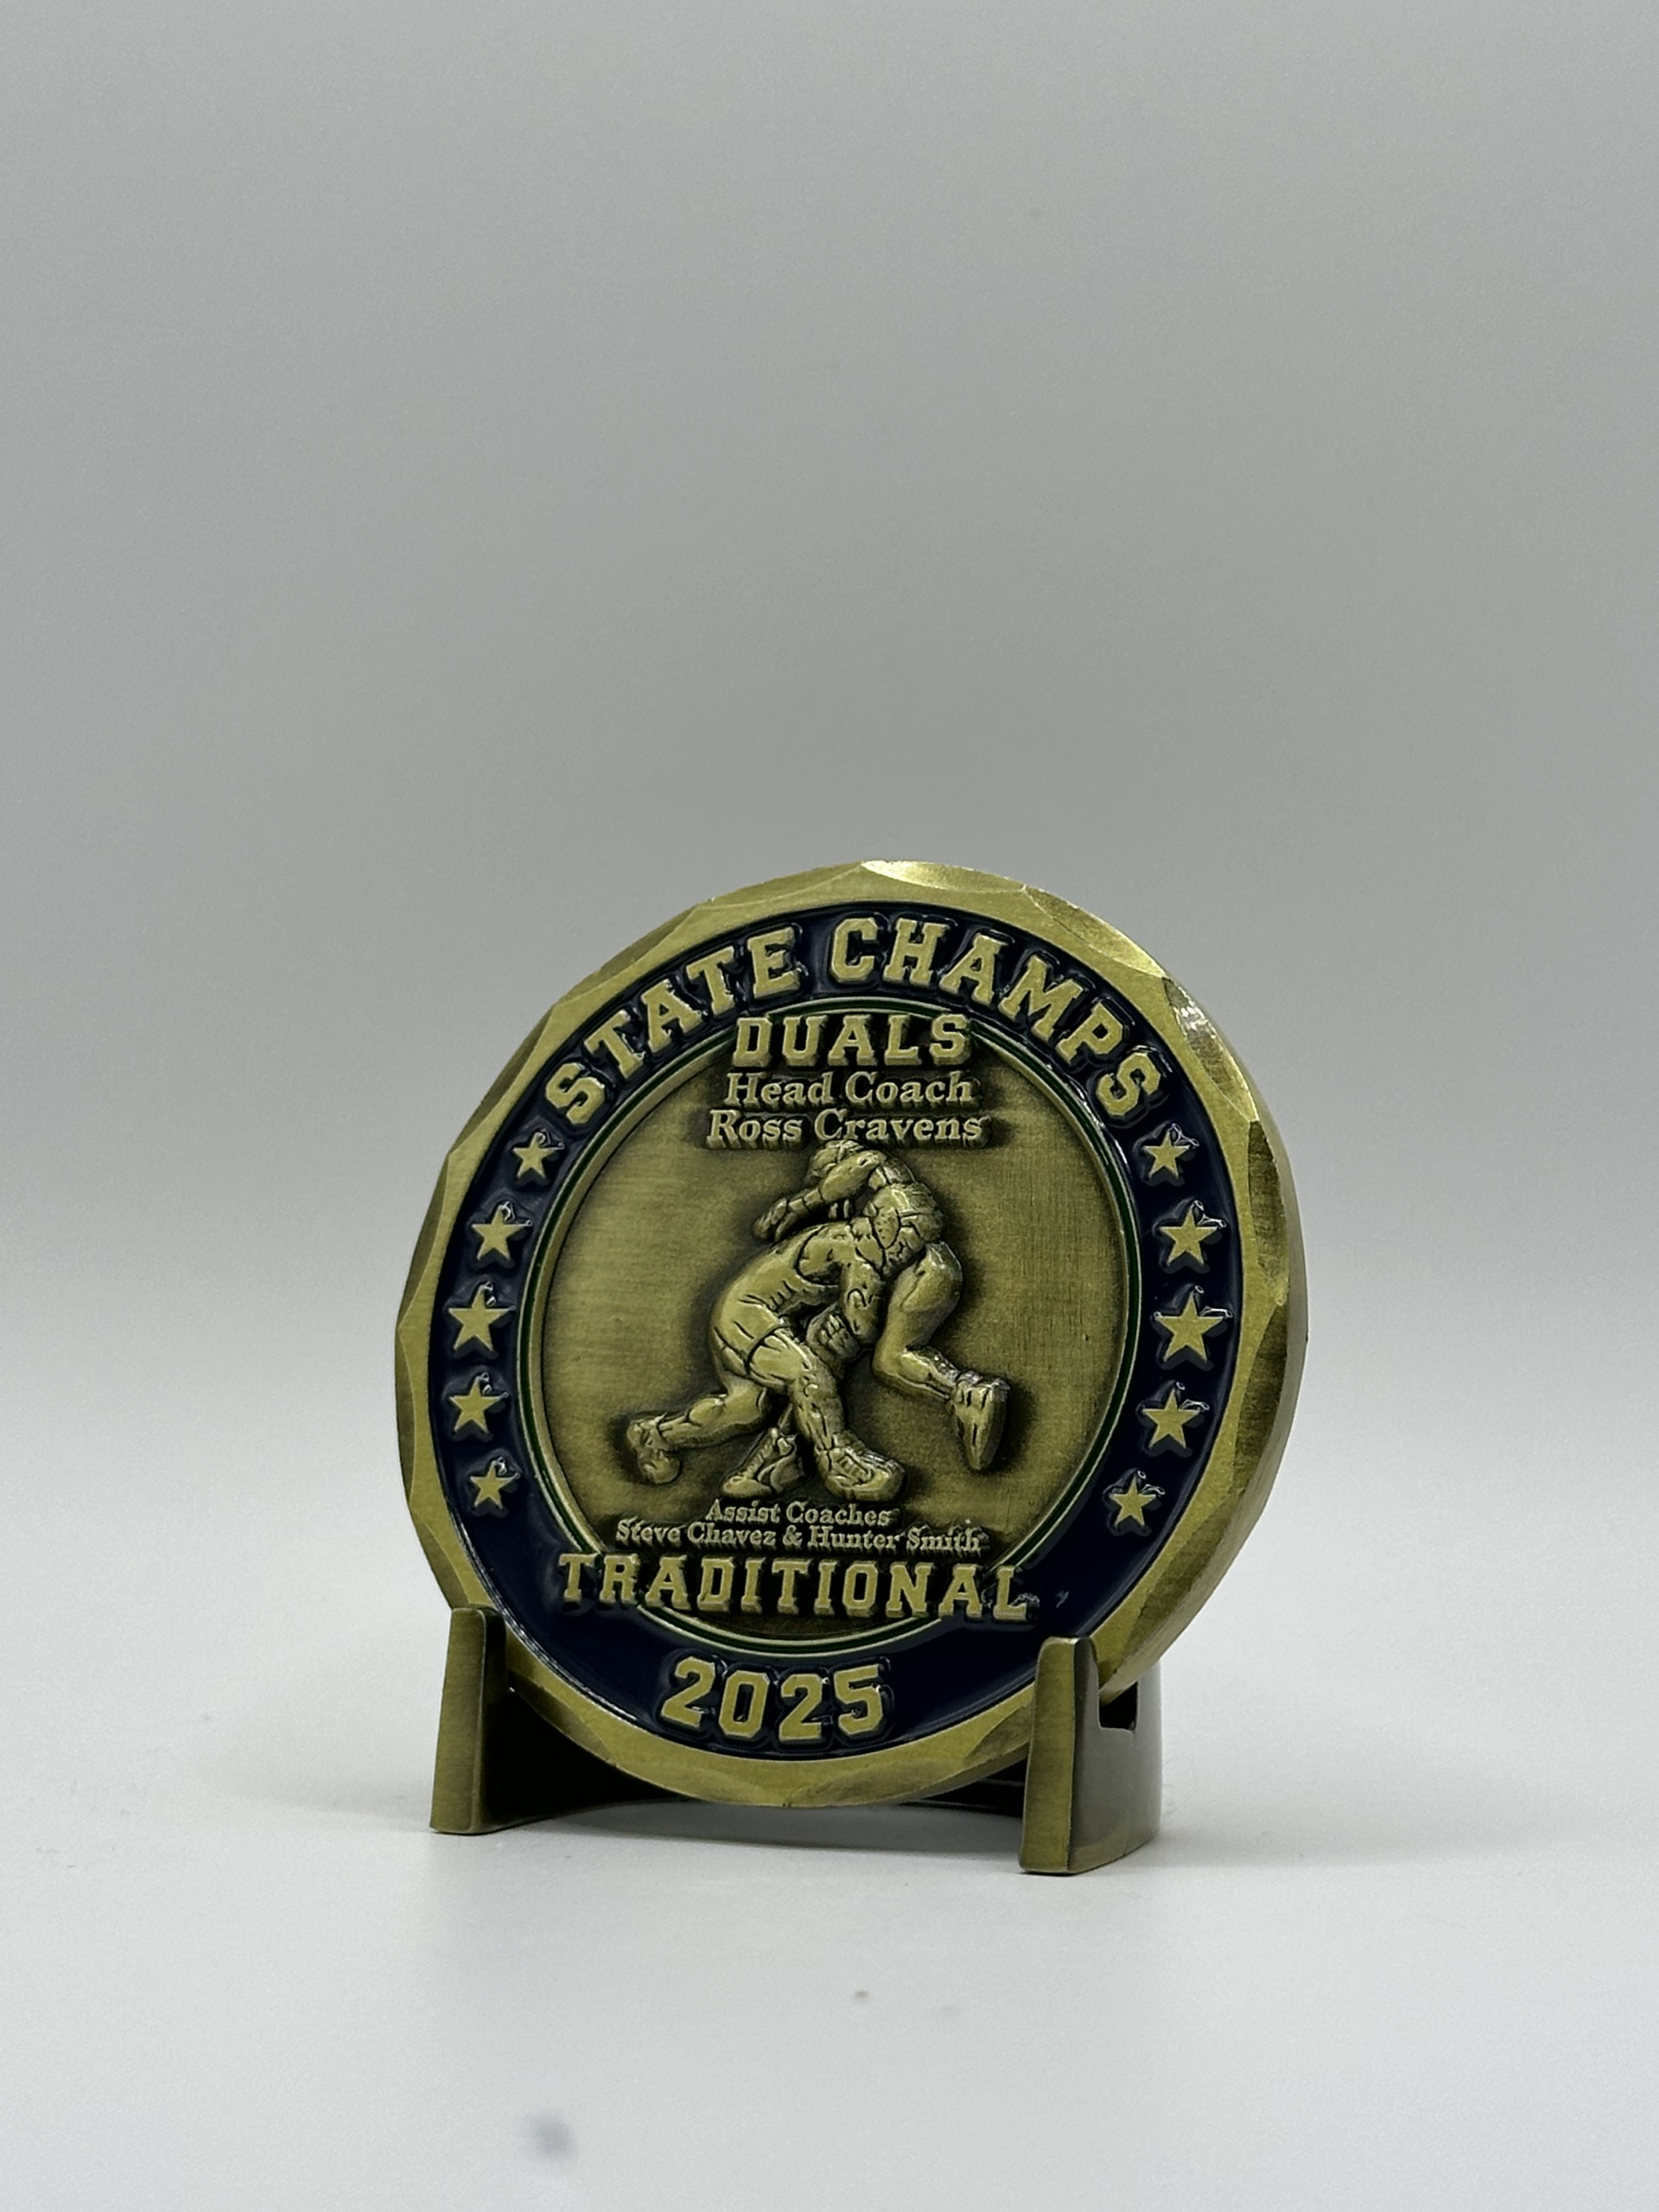 STATE CHAMPS
DUALS
Head Coach
Ross Cravens
Assist Coaches
Steve Chavez & Hunter Smith
TRADITIONAL
2025